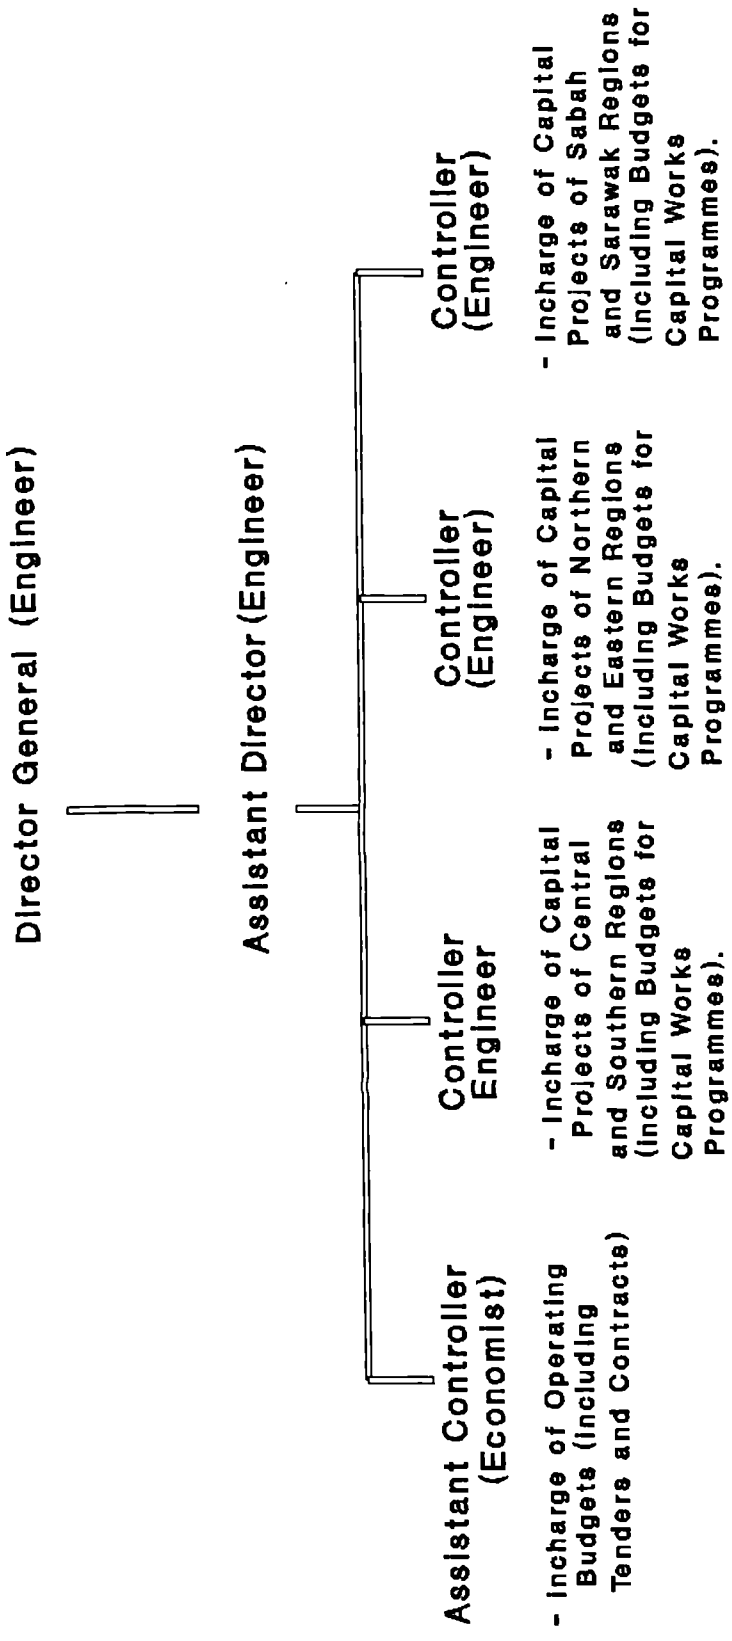 Director General (Engineer)
Assistant Director (Engineer)
Assistant Controller
(Economist)
- Incharge of Operating
Budgets (Including
Tenders and Contracts)
Controller
Engineer
- Incharge of Capital
Projects of Central
and Southern Regions
(Including Budgets for
Capital Works
Programmes).
Controller
(Engineer)
- Incharge of Capital
Projects of Northern
and Eastern Regions
(Including Budgets for
Capital Works
Programmes).
Controller
(Engineer)
- Incharge of Capital
Projects of Sabah
and Sarawak Regions
(Including Budgets for
Capital Works
Programmes).